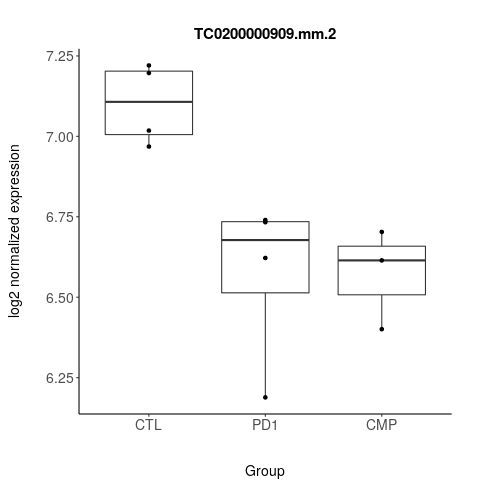 TC0200000909.mm.2
log2 normalized expression
7.25
7.00
6.75
6.50
6.25
CTL PD1 CMP
Group